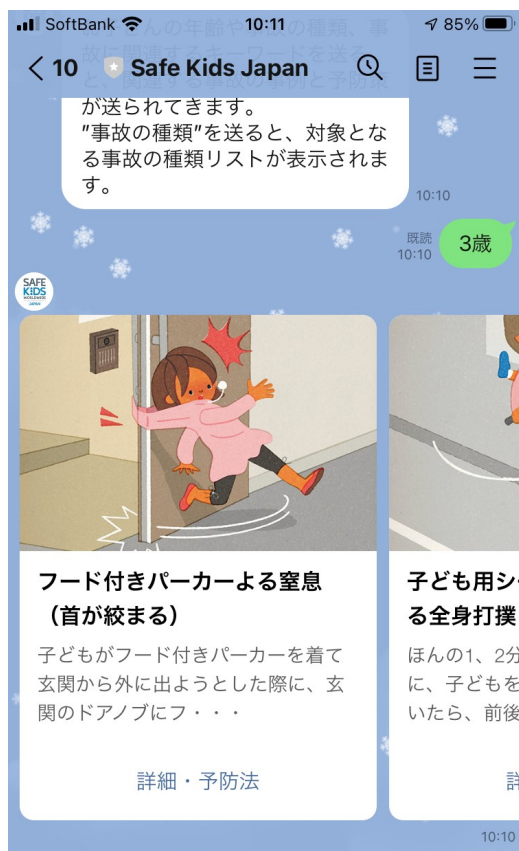 SoftBank 10:11 85%
10 Safe Kids Japan
が送られてきます。
"事故の種類"を送ると、対象とな
る事故の種類リストが表示されま
す。
10:10
既読
10:10
3歳
SAFE
KIDS
WORLDWIDE
JAPAN
フード付きパーカーよる窒息
（首が絞まる）
子どもがフード付きパーカーを着て
玄関から外に出ようとした際に、玄
関のドアノブにフ・・・
詳細・予防法
子ども用シ
る全身打撲
ほんの1、2分
に、子どもを
いたら、前後
10:10